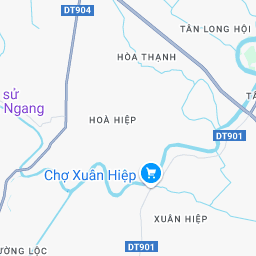 DT904
TÂN LONG HỘI
HÒA THẠNH
sử
Ngang
HOÀ HIỆP
DT901
Chợ Xuân Hiệp
XUÂN HIỆP
DT901
ƯỜNG LỘC